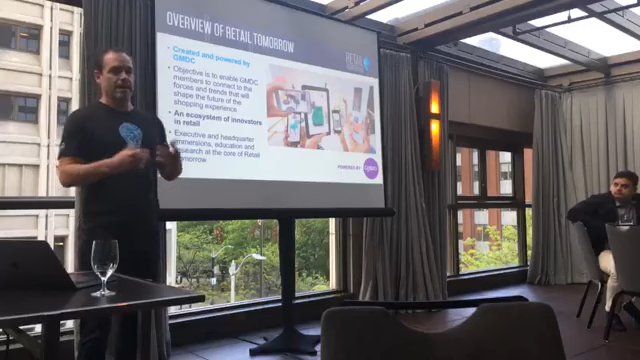 OVERVIEW OF RETAIL TOMORROW
• Created and powered by
GMDC
• Objective is to enable GMDC
members to connect to the
forces and trends that will
shape the future of the
shopping experience
• An ecosystem of innovators
in retail
• Executive and headquarter
immersions, education and
research at the core of Retail
Tomorrow
RETAIL
POWERED BY